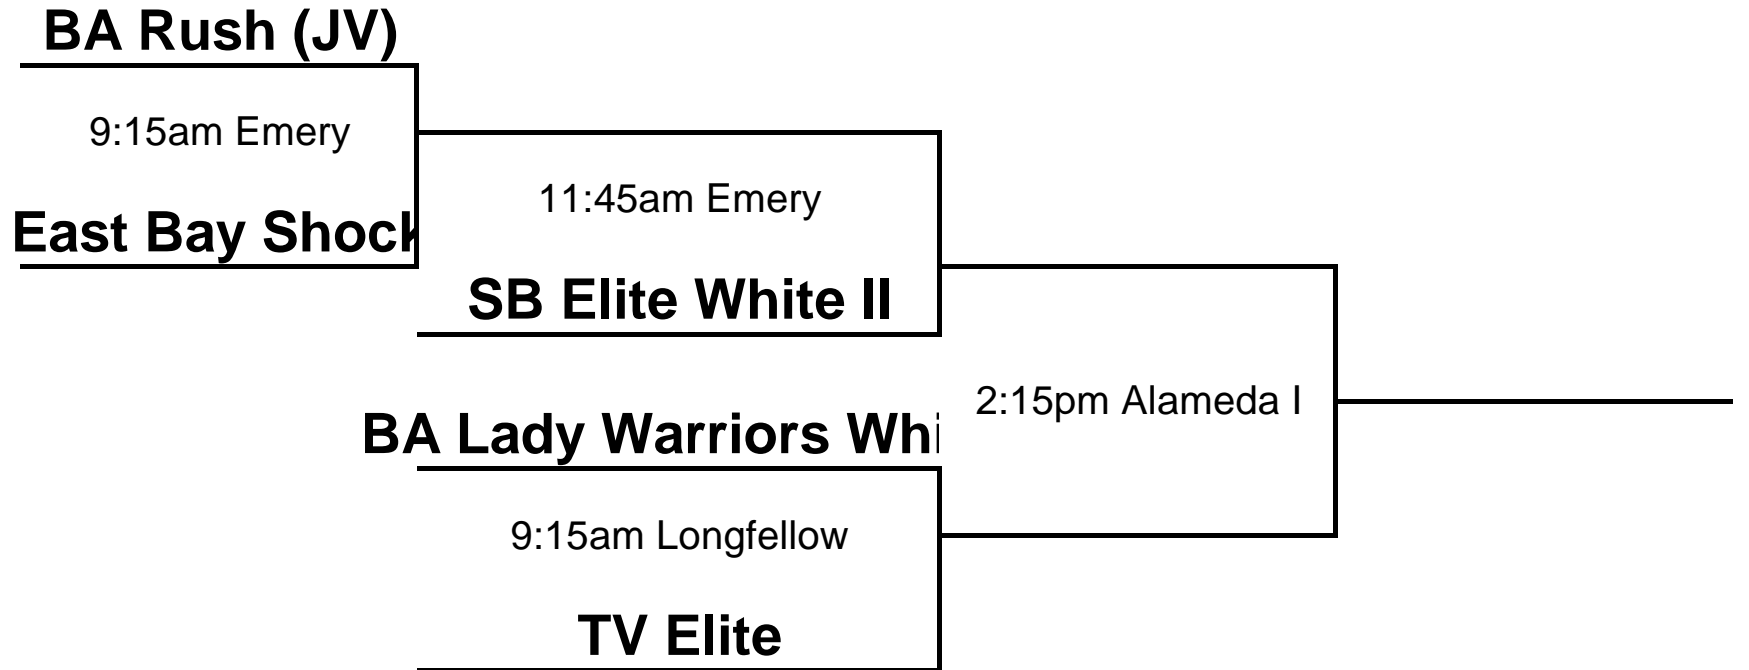 BA Rush (JV)
9:15am Emery
East Bay Shock
11:45am Emery
SB Elite White II
BA Lady Warriors Whi
2:15pm Alameda I
9:15am Longfellow
TV Elite